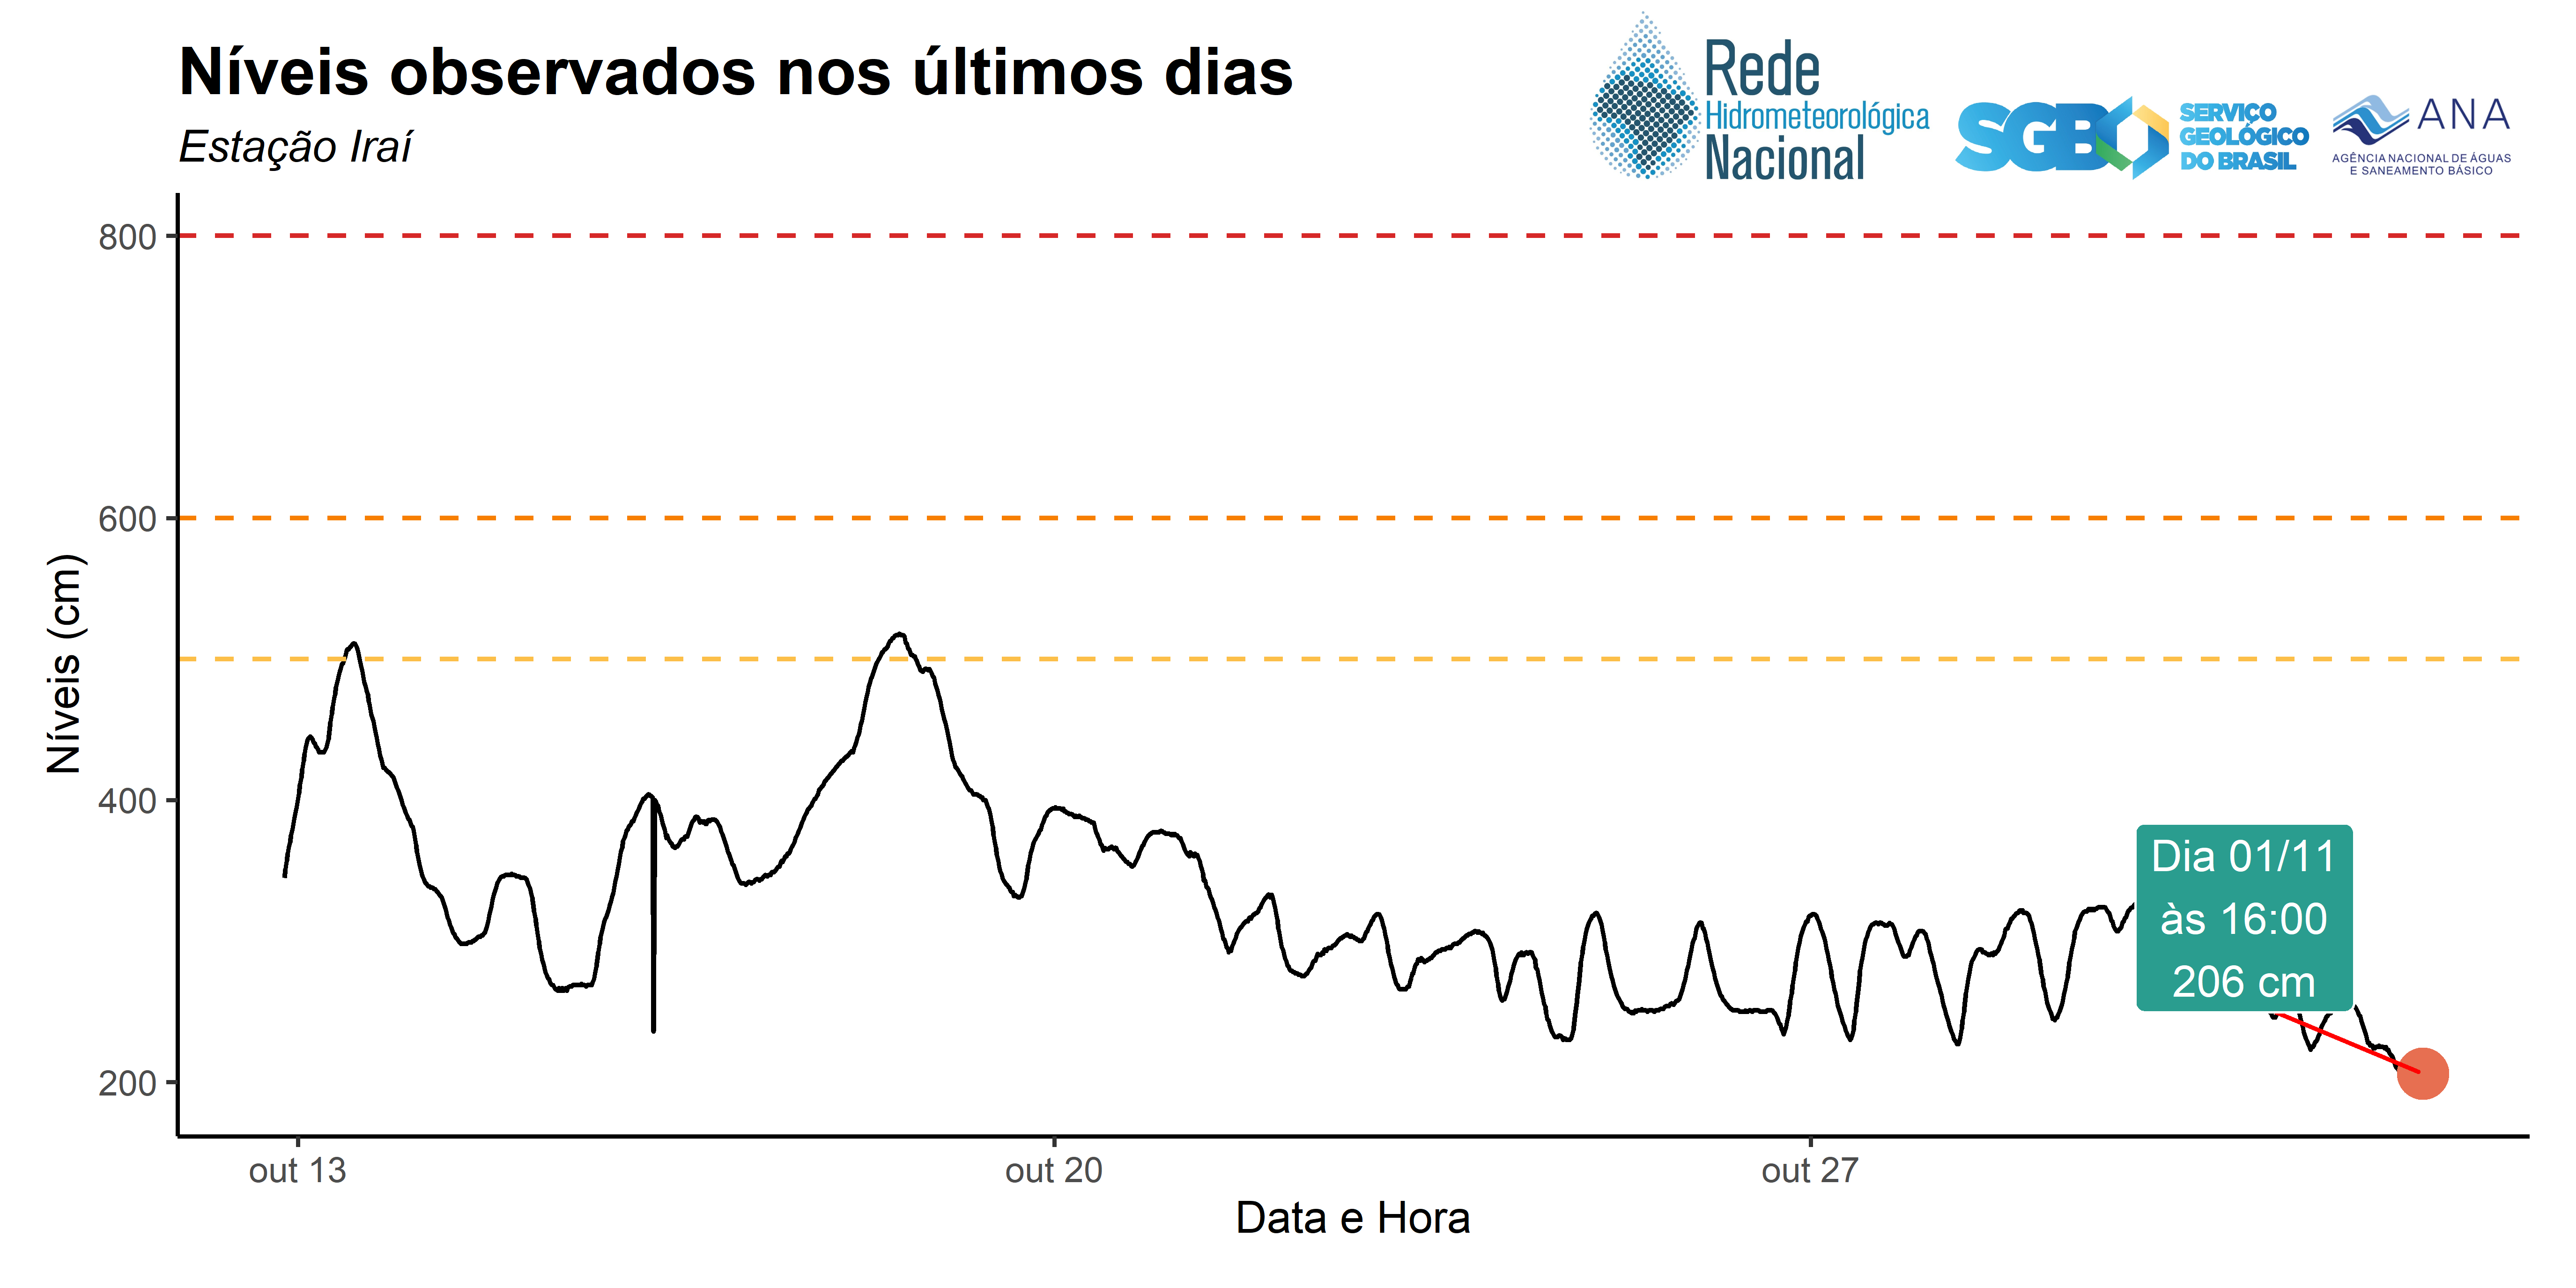 Níveis observados nos últimos dias
Estação Iraí
Rede
Hidrometeorológica
Nacional
SGB
SERVIÇO
GEOLÓGICO
DO BRASIL
ANA
AGÊNCIA NACIONAL DE ÁGUAS
E SANEAMENTO BÁSICO
Níveis (cm)
800
600
400
200
Dia 01/11
às 16:00
206 cm
out 13
out 20
out 27
Data e Hora